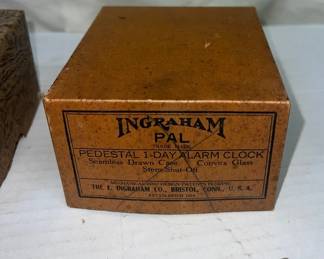 INGRAHAM
PAL
TRADE MARK
PEDESTAL 1-DAY ALARM CLOCK
Seamless Drawn Case Convex Glass
Stem Shut-Off
THE E. INGRAHAM CO., BRISTOL, CONN., U. S. A.